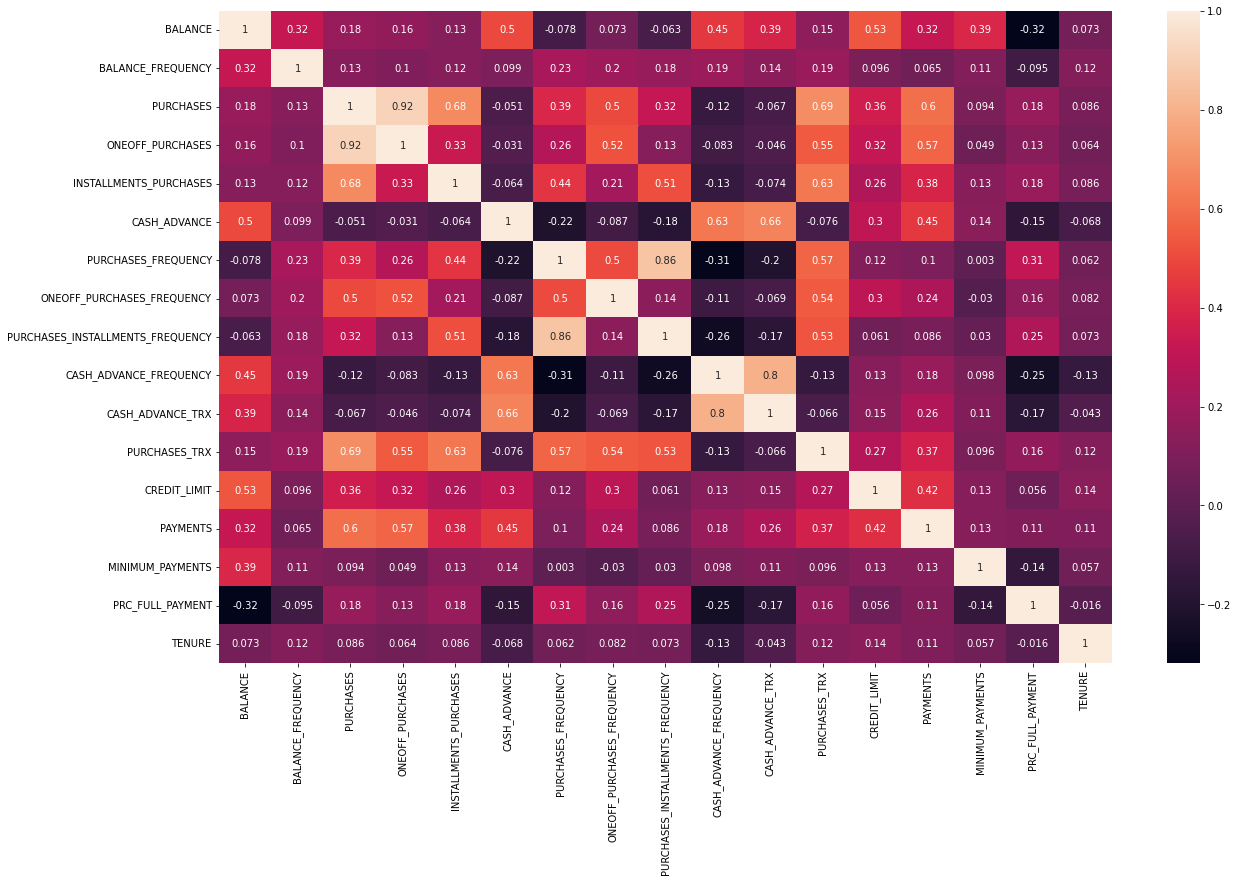 BALANCE 1 0.32 0.18 0.16 0.13 0.5 -0.078 0.073 -0.063 0.45 0.39 0.15 0.53 0.32 0.39 -0.32 0.073
BALANCE_FREQUENCY 0.32 1 0.13 0.1 0.12 0.099 0.23 0.2 0.18 0.19 0.14 0.19 0.096 0.065 0.11 -0.095 0.12
PURCHASES 0.18 0.13 1 0.92 0.68 -0.051 0.39 0.5 0.32 -0.12 -0.067 0.69 0.36 0.6 0.094 0.18 0.086
ONEOFF_PURCHASES 0.16 0.1 0.92 1 0.33 -0.031 0.26 0.52 0.13 -0.083 -0.046 0.55 0.32 0.57 0.049 0.13 0.064
INSTALLMENTS_PURCHASES 0.13 0.12 0.68 0.33 1 -0.064 0.44 0.21 0.51 -0.13 -0.074 0.63 0.26 0.38 0.13 0.18 0.086
CASH_ADVANCE 0.5 0.099 -0.051 -0.031 -0.064 1 -0.22 -0.087 -0.18 0.63 0.66 -0.076 0.3 0.45 0.14 -0.15 -0.068
PURCHASES_FREQUENCY -0.078 0.23 0.39 0.26 0.44 -0.22 1 0.5 0.86 -0.31 -0.2 0.57 0.12 0.1 0.003 0.31 0.062
ONEOFF_PURCHASES_FREQUENCY 0.073 0.2 0.5 0.52 0.21 -0.087 0.5 1 0.14 -0.11 -0.069 0.54 0.3 0.24 -0.03 0.16 0.082
PURCHASES_INSTALLMENTS_FREQUENCY -0.063 0.18 0.32 0.13 0.51 -0.18 0.86 0.14 1 -0.26 -0.17 0.53 0.061 0.086 0.03 0.25 0.073
CASH_ADVANCE_FREQUENCY 0.45 0.19 -0.12 -0.083 -0.13 0.63 -0.31 -0.11 -0.26 1 0.8 -0.13 0.13 0.18 0.098 -0.25 -0.13
CASH_ADVANCE_TRX 0.39 0.14 -0.067 -0.046 -0.074 0.66 -0.2 -0.069 -0.17 0.8 1 -0.066 0.15 0.26 0.11 -0.17 -0.043
PURCHASES_TRX 0.15 0.19 0.69 0.55 0.63 -0.076 0.57 0.54 0.53 -0.13 -0.066 1 0.27 0.37 0.096 0.16 0.12
CREDIT_LIMIT 0.53 0.096 0.36 0.32 0.26 0.3 0.12 0.3 0.061 0.13 0.15 0.27 1 0.42 0.13 0.056 0.14
PAYMENTS 0.32 0.065 0.6 0.57 0.38 0.45 0.1 0.24 0.086 0.18 0.26 0.37 0.42 1 0.13 0.11 0.11
MINIMUM_PAYMENTS 0.39 0.11 0.094 0.049 0.13 0.14 0.003 -0.03 0.03 0.098 0.11 0.096 0.13 0.13 1 -0.14 0.057
PRC_FULL_PAYMENT -0.32 -0.095 0.18 0.13 0.18 -0.15 0.31 0.16 0.25 -0.25 -0.17 0.16 0.056 0.11 -0.14 1 -0.016
TENURE 0.073 0.12 0.086 0.064 0.086 -0.068 0.062 0.082 0.073 -0.13 -0.043 0.12 0.14 0.11 0.057 -0.016 1
BALANCE
BALANCE_FREQUENCY
PURCHASES
ONEOFF_PURCHASES
INSTALLMENTS_PURCHASES
CASH_ADVANCE
PURCHASES_FREQUENCY
ONEOFF_PURCHASES_FREQUENCY
PURCHASES_INSTALLMENTS_FREQUENCY
CASH_ADVANCE_FREQUENCY
CASH_ADVANCE_TRX
PURCHASES_TRX
CREDIT_LIMIT
PAYMENTS
MINIMUM_PAYMENTS
PRC_FULL_PAYMENT
TENURE
1.0
0.8
0.6
0.4
0.2
0.0
−0.2